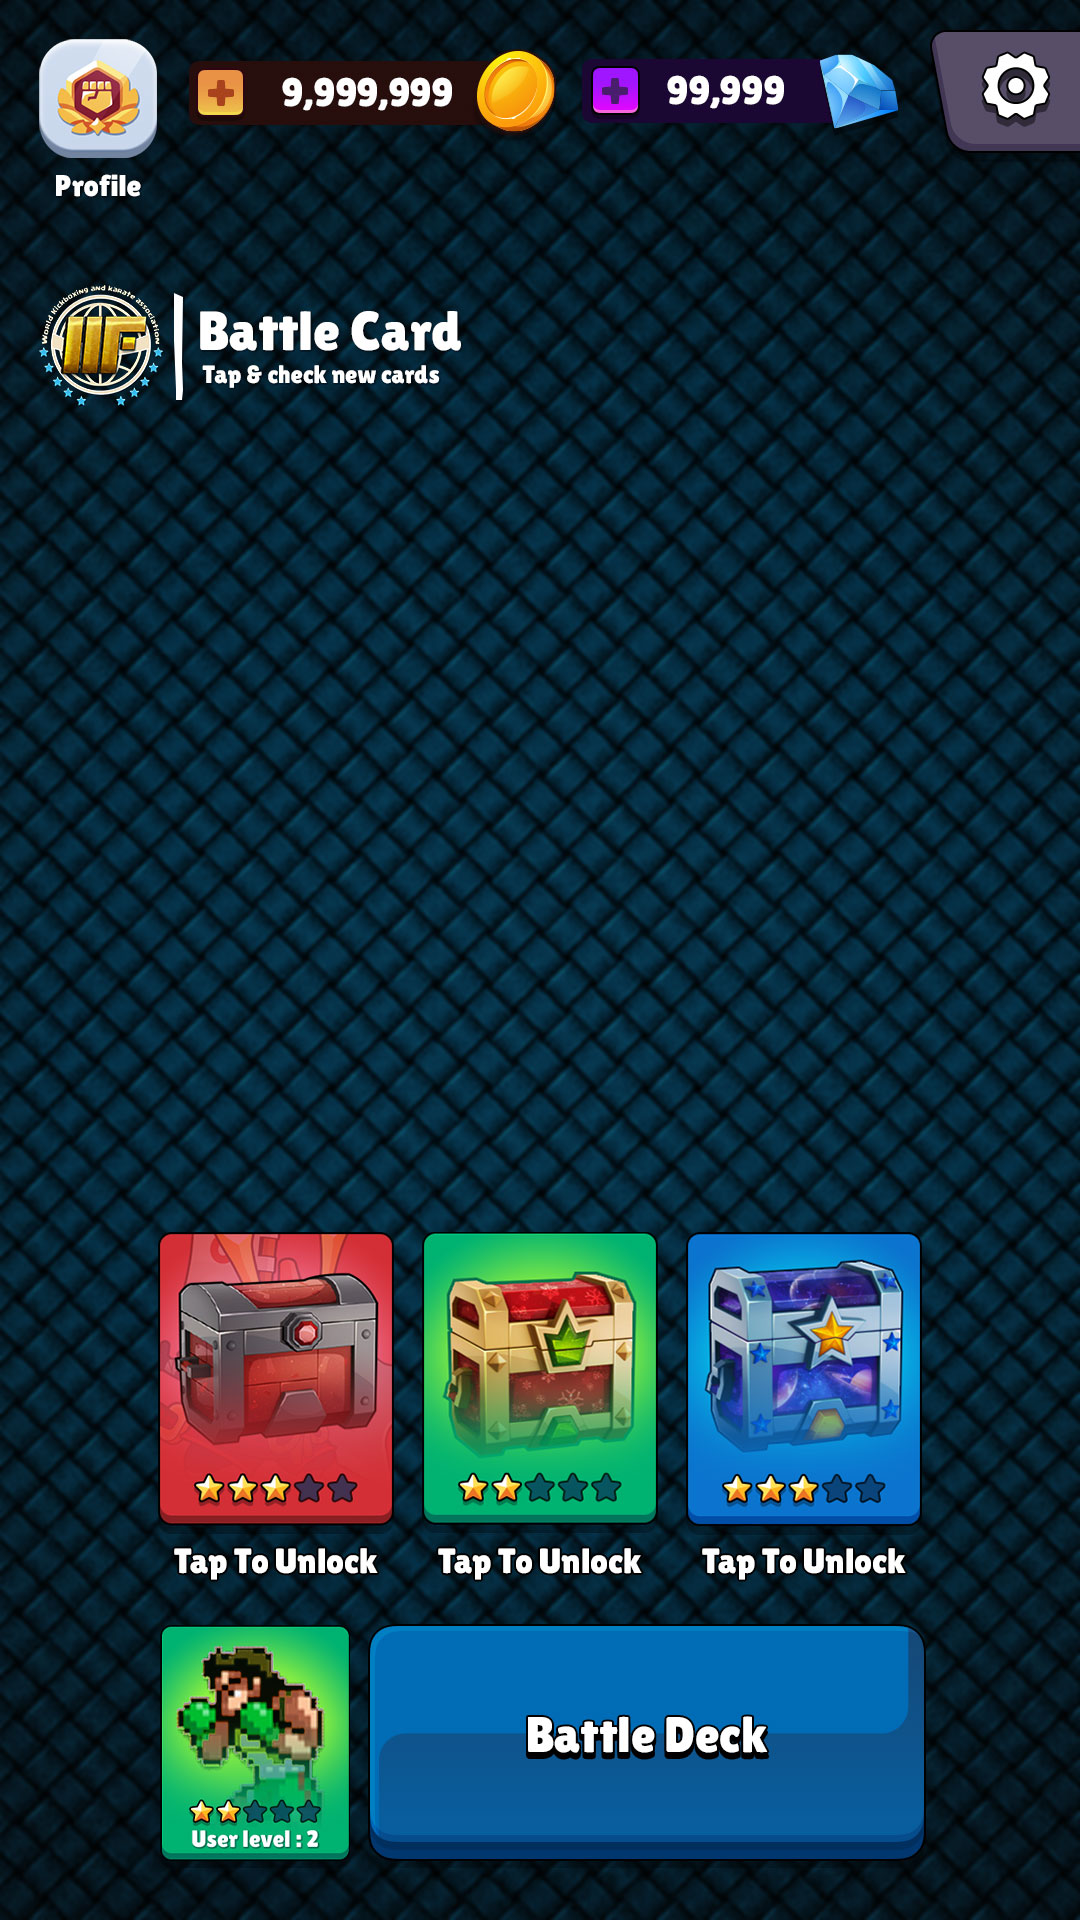 9,999,999
99,999
Profile
World Kickboxing and karate association
IIF
Battle Card
Tap & check new cards
Tap To Unlock
Tap To Unlock
Tap To Unlock
Battle Deck
User level : 2